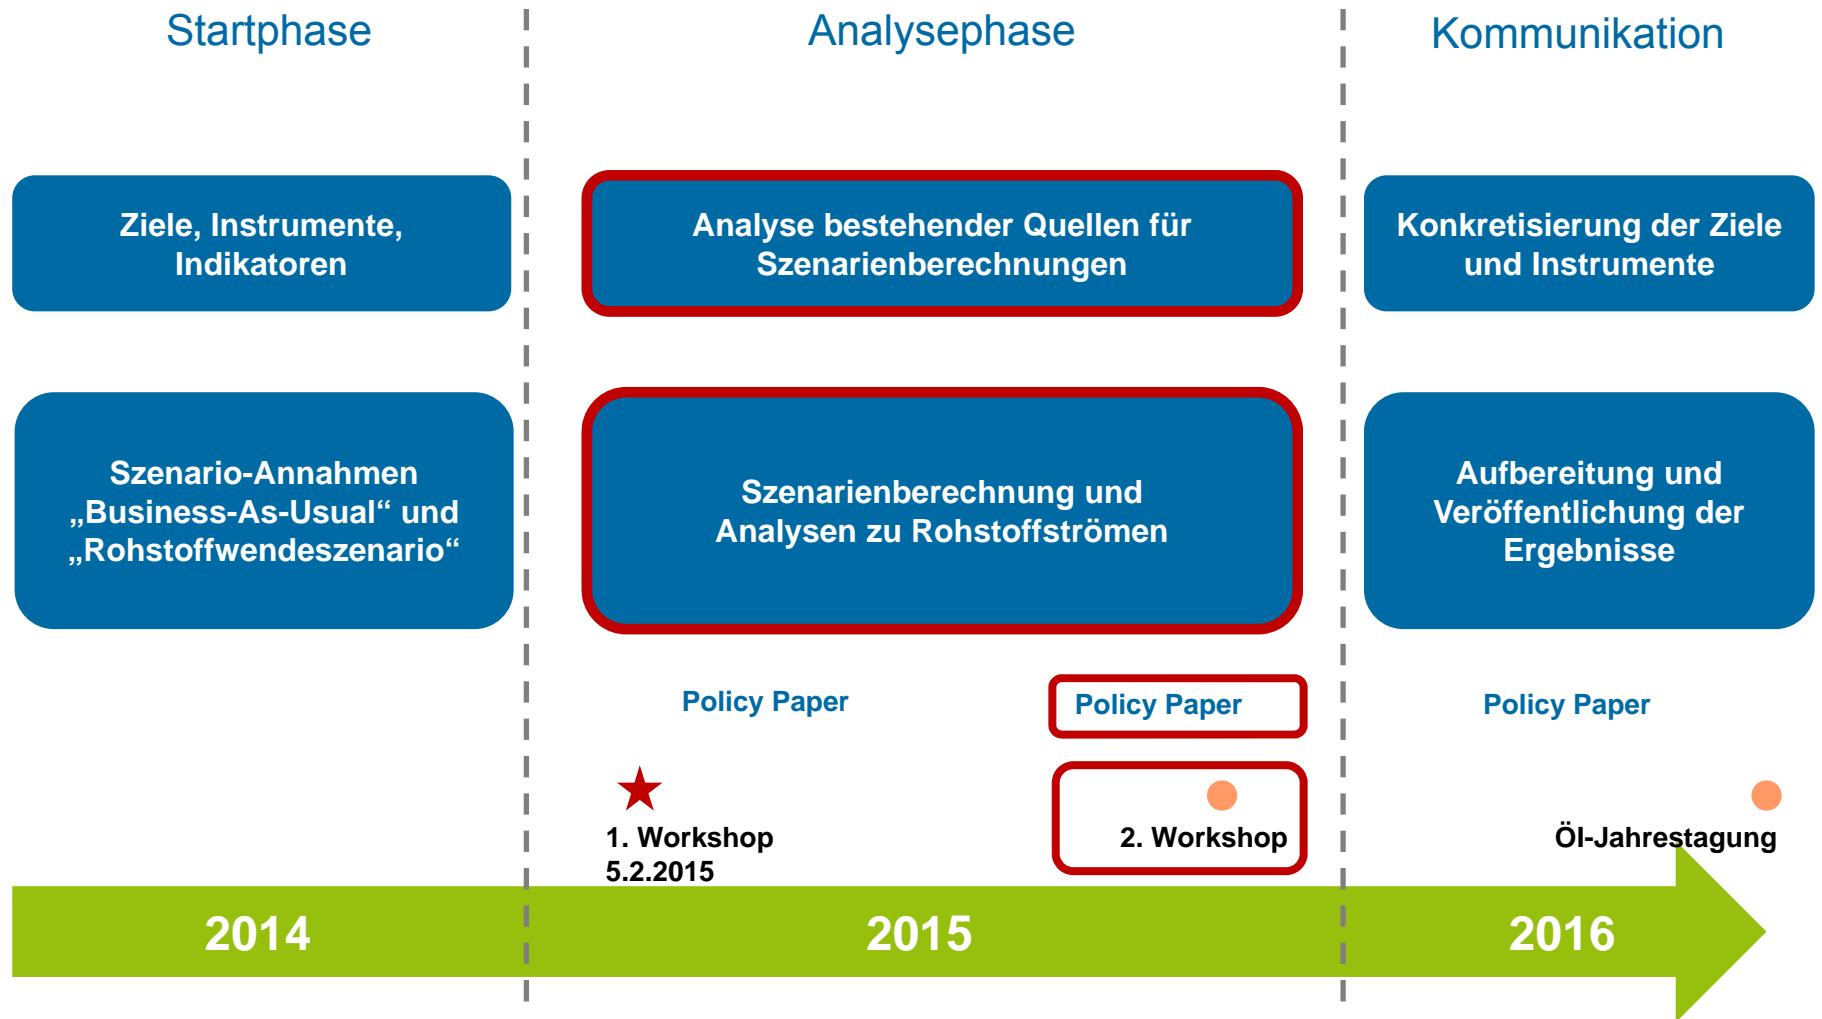 Startphase
Analysephase
Kommunikation
Ziele, Instrumente,
Indikatoren
Analyse bestehender Quellen für
Szenarienberechnungen
Konkretisierung der Ziele
und Instrumente
Szenario-Annahmen
„Business-As-Usual“ und
„Rohstoffwendeszenario“
Szenarienberechnung und
Analysen zu Rohstoffströmen
Aufbereitung und
Veröffentlichung der
Ergebnisse
Policy Paper
Policy Paper
Policy Paper
1. Workshop
5.2.2015
2. Workshop
ÖI-Jahrestagung
2014
2015
2016